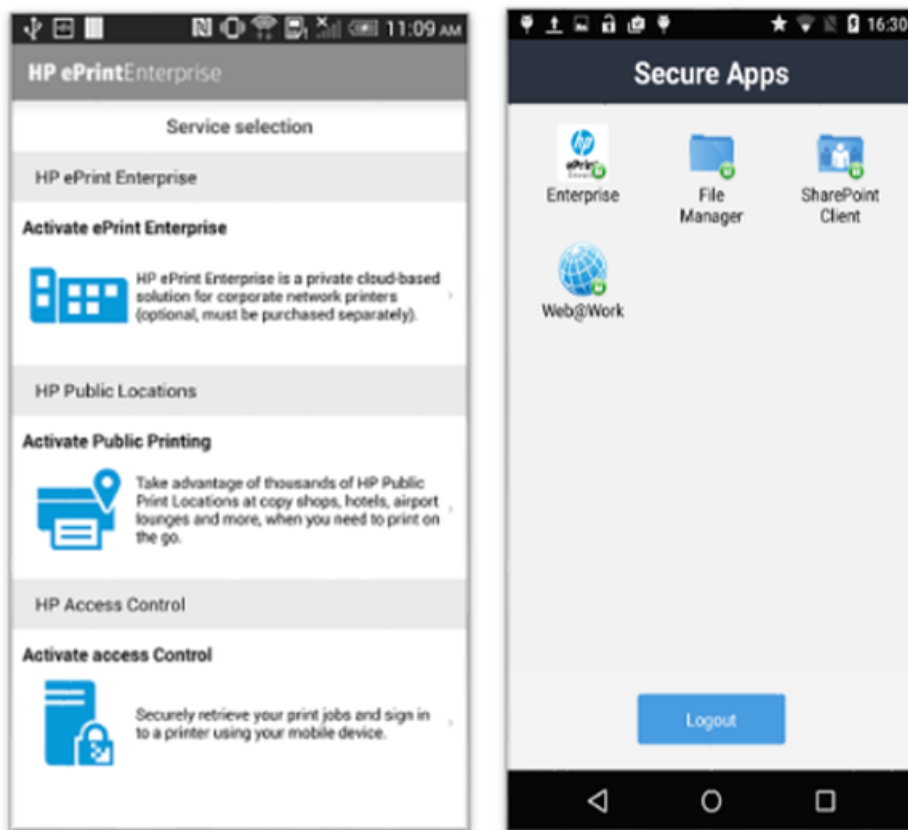 11:09 AM
HP ePrintEnterprise
Service selection
HP ePrint Enterprise
Activate ePrint Enterprise
HP ePrint Enterprise is a private cloud-based
solution for corporate network printers
(optional, must be purchased separately).
HP Public Locations
Activate Public Printing
Take advantage of thousands of HP Public
Print Locations at copy shops, hotels, airport
lounges and more, when you need to print on
the go.
HP Access Control
Activate access Control
Securely retrieve your print jobs and sign in
to a printer using your mobile device.
16:30
Secure Apps
hp
ePrint
Enterprise
File
Manager
SharePoint
Client
Web@Work
Logout